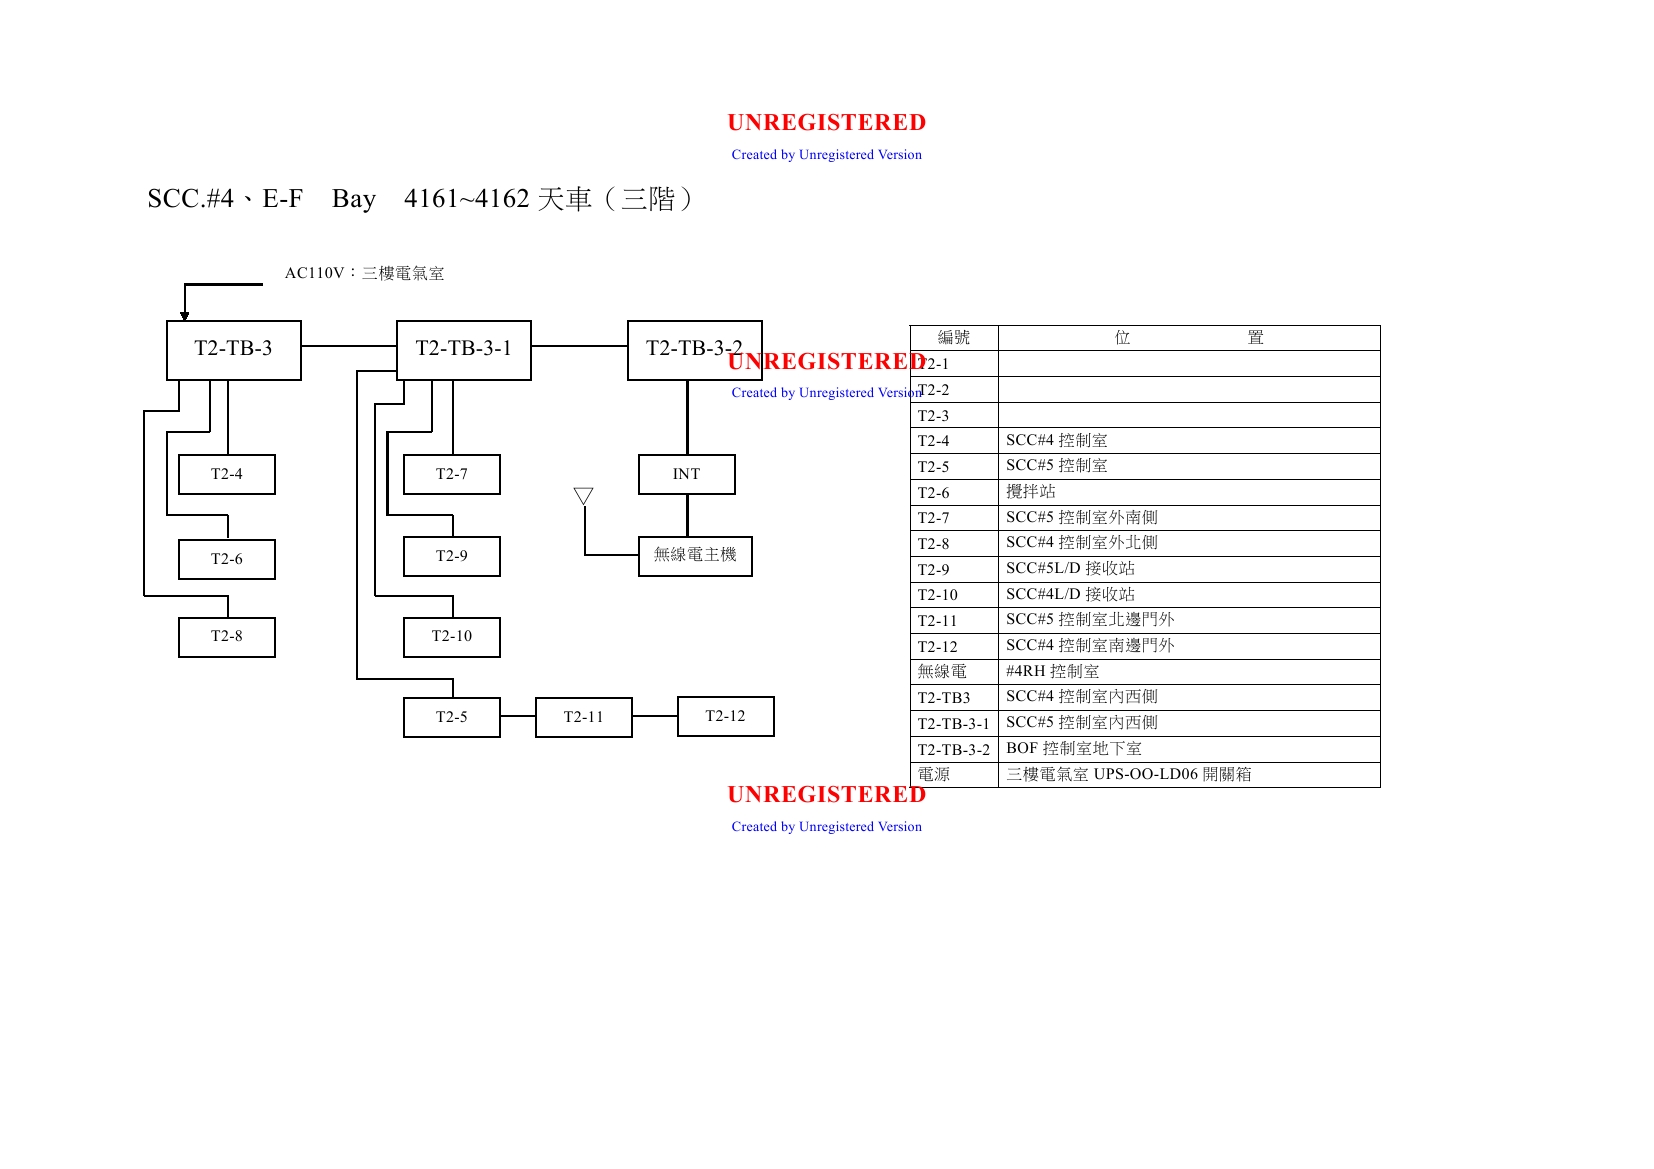 UNREGISTERED
Created by Unregistered Version
SCC.#4、E-F Bay 4161~4162 天車（三階）
AC110V：三樓電氣室
T2-TB-3
T2-TB-3-1
T2-TB-3-2
UNREGISTERED
Created by Unregistered Version
T2-4
T2-7
INT
T2-6
T2-9
無線電主機
T2-8
T2-10
T2-5
T2-11
T2-12
編號 位 置
T2-1
T2-2
T2-3
T2-4 SCC#4 控制室
T2-5 SCC#5 控制室
T2-6 攪拌站
T2-7 SCC#5 控制室外南側
T2-8 SCC#4 控制室外北側
T2-9 SCC#5L/D 接收站
T2-10 SCC#4L/D 接收站
T2-11 SCC#5 控制室北邊門外
T2-12 SCC#4 控制室南邊門外
無線電 #4RH 控制室
T2-TB3 SCC#4 控制室內西側
T2-TB-3-1 SCC#5 控制室內西側
T2-TB-3-2 BOF 控制室地下室
電源 三樓電氣室 UPS-OO-LD06 開關箱
UNREGISTERED
Created by Unregistered Version